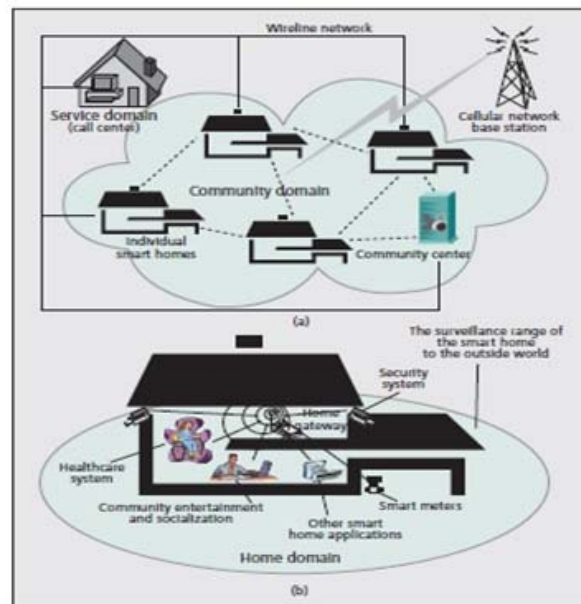 Wireline network
Service domain
(call center)
Cellular network
base station
Community domain
Individual
smart homes
Community center
(a)
The surveillance range of
the smart home
to the outside world
Security
system
Home
gateway
Healthcare
system
Community entertainment
and socialization
Smart meters
Other smart
home applications
Home domain
(b)